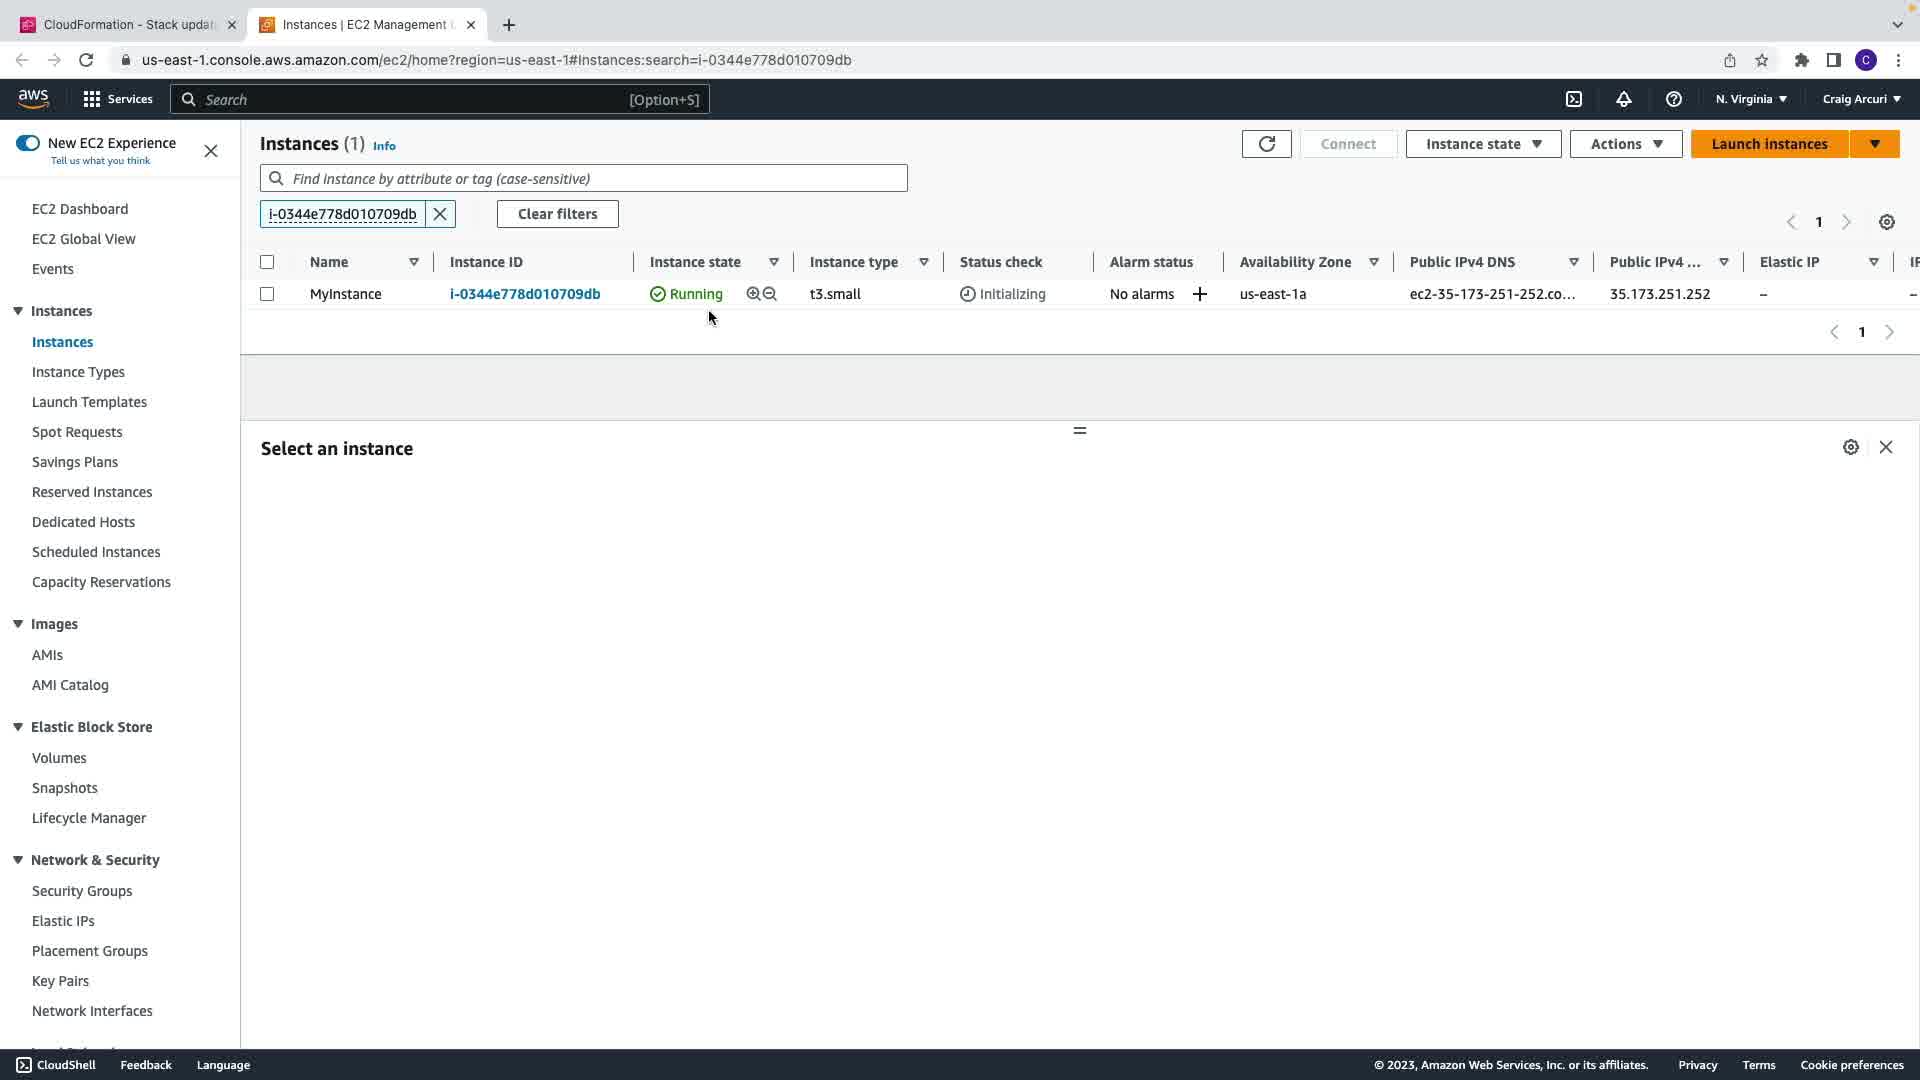 CloudFormation - Stack updat
Instances | EC2 Management
us-east-1.console.aws.amazon.com/ec2/home?region=us-east-1#Instances:search=i-0344e778d010709db
C
aws
Services
Search
[Option+S]
N. Virginia
Craig Arcuri
New EC2 Experience
Tell us what you think
EC2 Dashboard
EC2 Global View
Events
Instances
Instances
Instance Types
Launch Templates
Spot Requests
Savings Plans
Reserved Instances
Dedicated Hosts
Scheduled Instances
Capacity Reservations
Images
AMIs
AMI Catalog
Elastic Block Store
Volumes
Snapshots
Lifecycle Manager
Network & Security
Security Groups
Elastic IPs
Placement Groups
Key Pairs
Network Interfaces
Instances (1) Info
Connect
Instance state
Actions
Launch instances
Find instance by attribute or tag (case-sensitive)
i-0344e778d010709db
Clear filters
1
Name Instance ID Instance state Instance type Status check Alarm status Availability Zone Public IPv4 DNS Public IPv4 ... Elastic IP
MyInstance i-0344e778d010709db Running t3.small Initializing No alarms + us-east-1a ec2-35-173-251-252.co... 35.173.251.252 – –
1
Select an instance
CloudShell Feedback Language
© 2023, Amazon Web Services, Inc. or its affiliates. Privacy Terms Cookie preferences